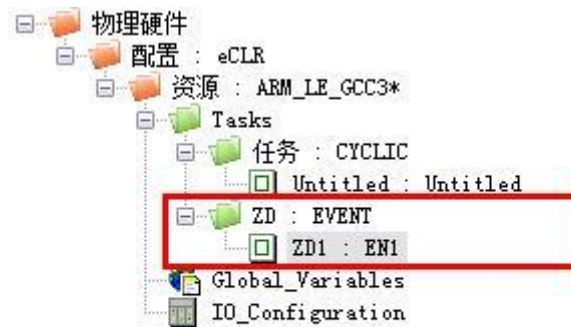 物理硬件
配置 : eCLR
资源 : ARM_LE_GCC3*
Tasks
任务 : CYCLIC
Untitled : Untitled
ZD : EVENT
ZD1 : EN1
Global_Variables
IO_Configuration